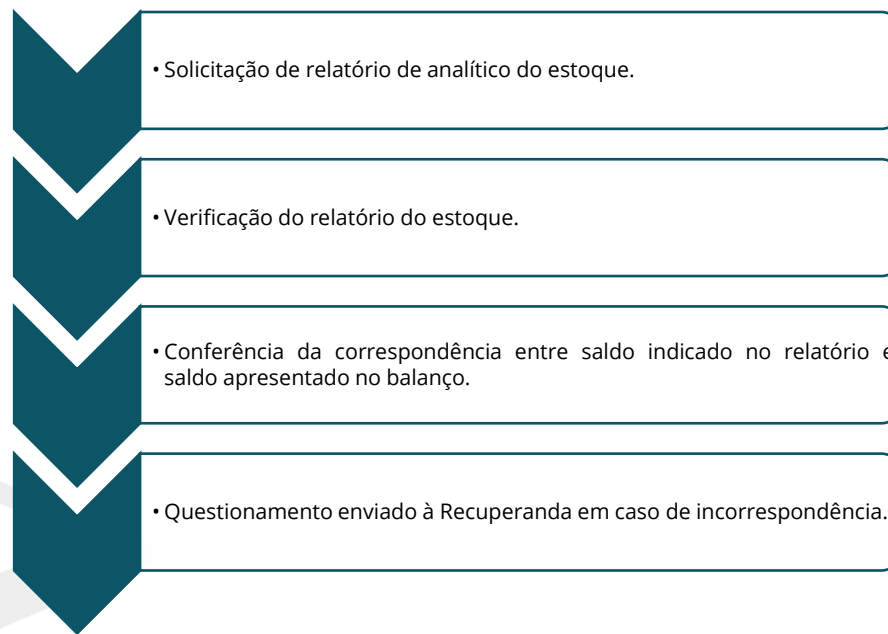 • Solicitação de relatório de analítico do estoque.
• Verificação do relatório do estoque.
• Conferência da correspondência entre saldo indicado no relatório e
saldo apresentado no balanço.
• Questionamento enviado à Recuperanda em caso de incorrespondência.